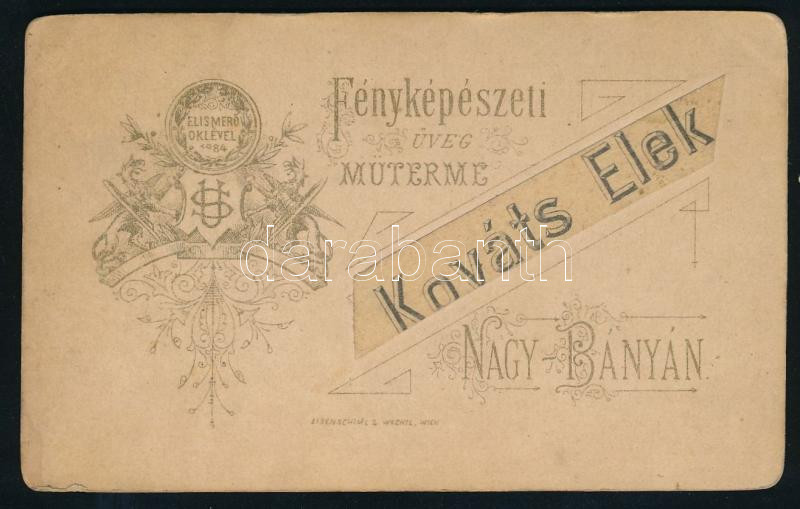 ELISMERŐ
OKLEVÉL
1884
Fényképészeti
ÜVEG
MŰTERME
Kováts Elek
NAGY-BÁNYÁN.
EISENSCHIML & WACHTL, WIEN
darabanth